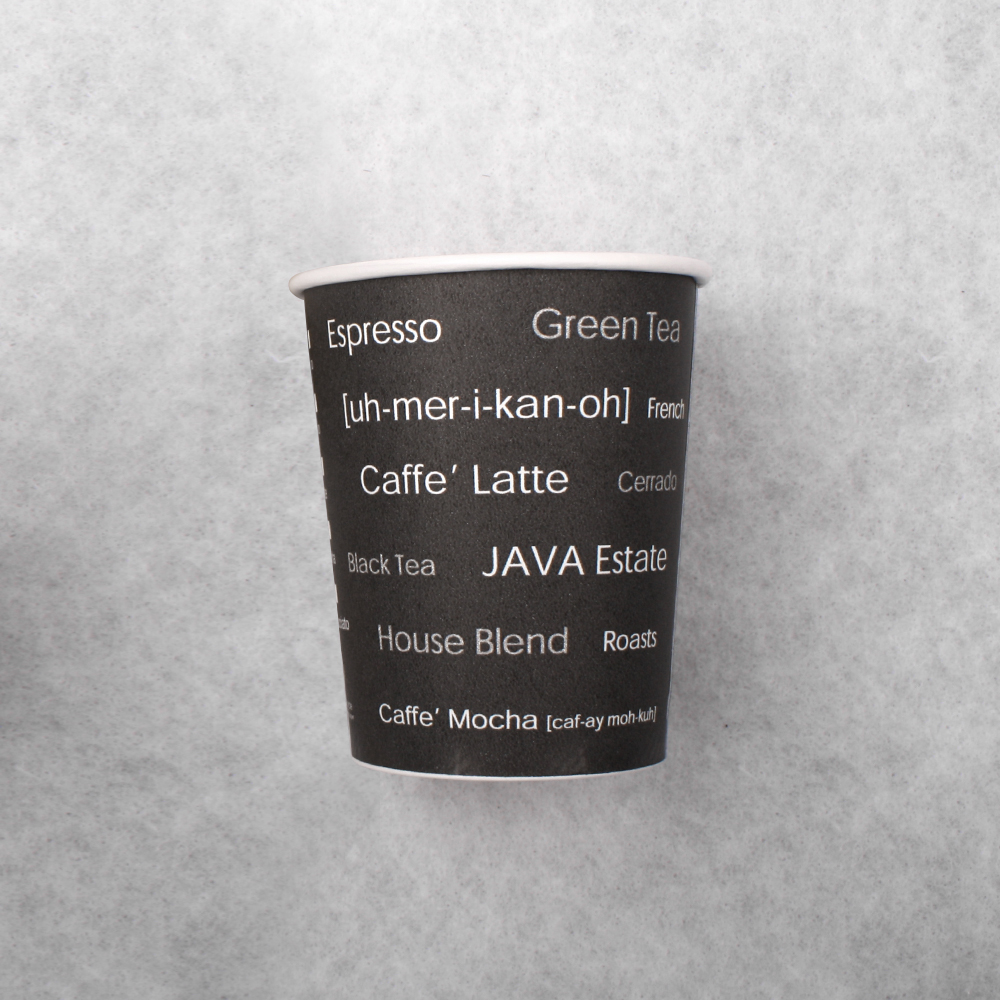 Espresso Green Tea
[uh-mer-i-kan-oh] French
Caffe′ Latte Cerrado
Black Tea JAVA Estate
House Blend Roasts
Caffe′ Mocha [caf-ay moh-kuh]